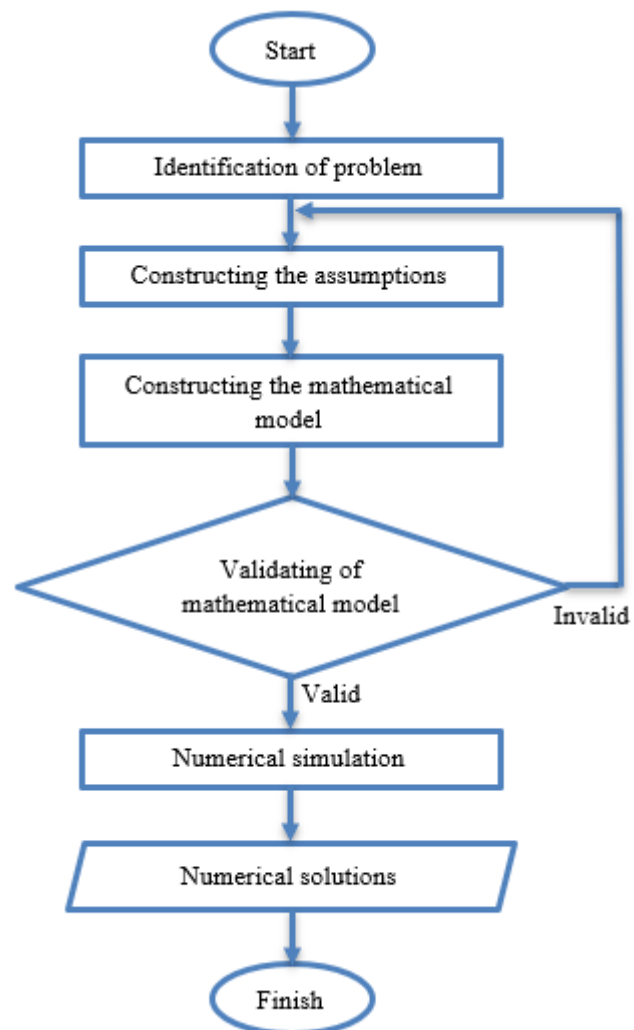 Start
Identification of problem
Constructing the assumptions
Constructing the mathematical
model
Validating of
mathematical model
Invalid
Valid
Numerical simulation
Numerical solutions
Finish